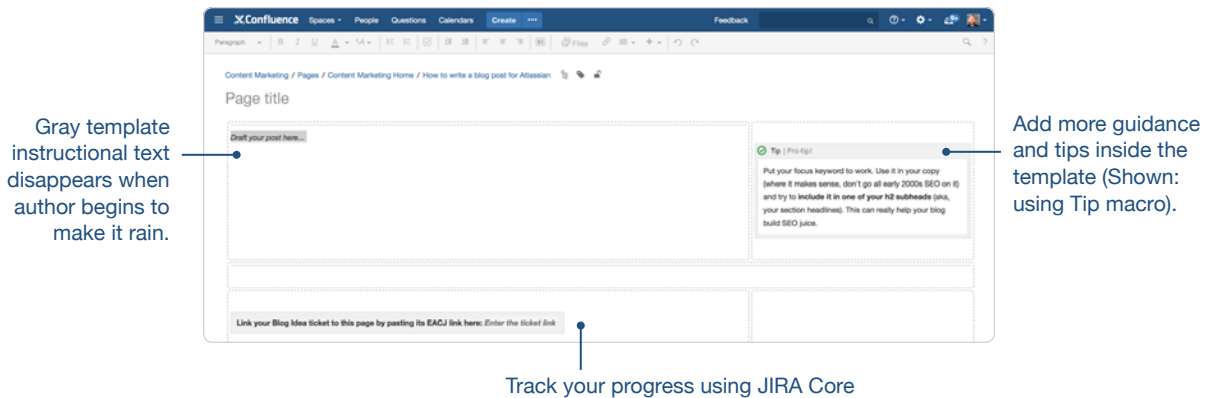 Confluence Spaces People Questions Calendars Create Feedback
Paragraph B I U A Files ?
Content Marketing / Pages / Content Marketing Home / How to write a blog post for Atlassian
Page title
Draft your post here...
Gray template
instructional text
disappears when
author begins to
make it rain.
Tip | Pro-tip!
Put your focus keyword to work. Use it in your copy
(where it makes sense, don't go all early 2000s SEO on it)
and try to include it in one of your h2 subheads (aka,
your section headlines). This can really help your blog
build SEO juice.
Add more guidance
and tips inside the
template (Shown:
using Tip macro).
Link your Blog Idea ticket to this page by pasting its EACJ link here: Enter the ticket link
Track your progress using JIRA Core